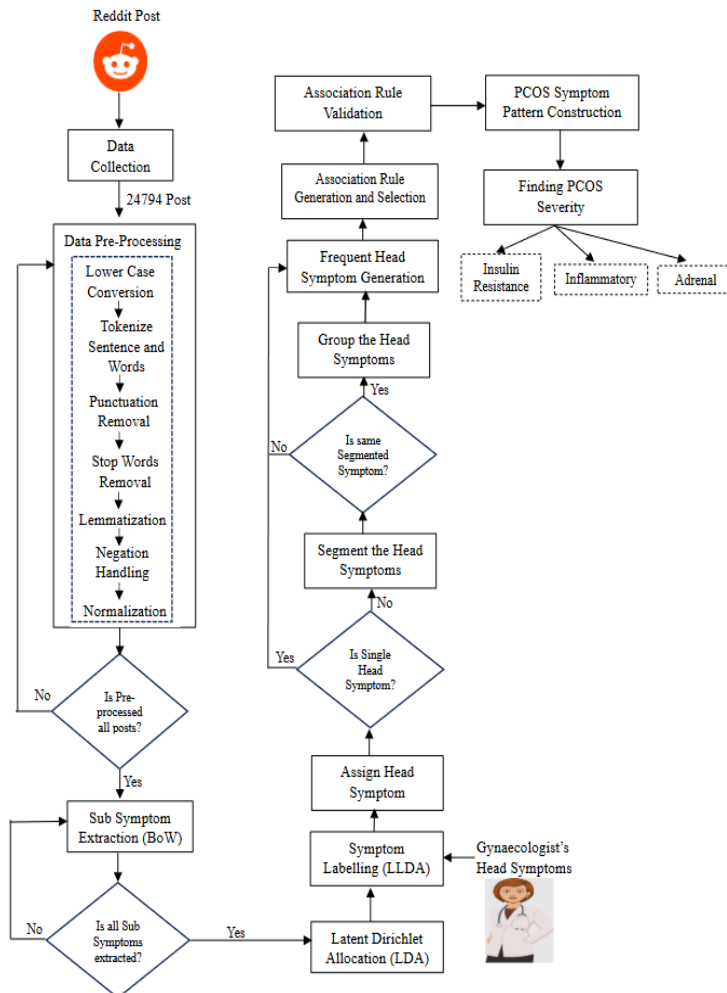 Reddit Post
Data
Collection
24794 Post
Data Pre-Processing
Lower Case
Conversion
Tokenize
Sentence and
Words
Punctuation
Removal
Stop Words
Removal
Lemmatization
Negation
Handling
Normalization
No
Is Pre-
processed
all posts?
Yes
Sub Symptom
Extraction (BoW)
No
Is all Sub
Symptoms
extracted?
Yes
Latent Dirichlet
Allocation (LDA)
Symptom
Labelling (LLDA)
Gynaecologist's
Head Symptoms
Assign Head
Symptom
Is Single
Head
Symptom?
Yes
No
Segment the Head
Symptoms
Is same
Segmented
Symptom?
No
Yes
Group the Head
Symptoms
Frequent Head
Symptom Generation
Association Rule
Generation and Selection
Association Rule
Validation
PCOS Symptom
Pattern Construction
Finding PCOS
Severity
Insulin
Resistance
Inflammatory
Adrenal